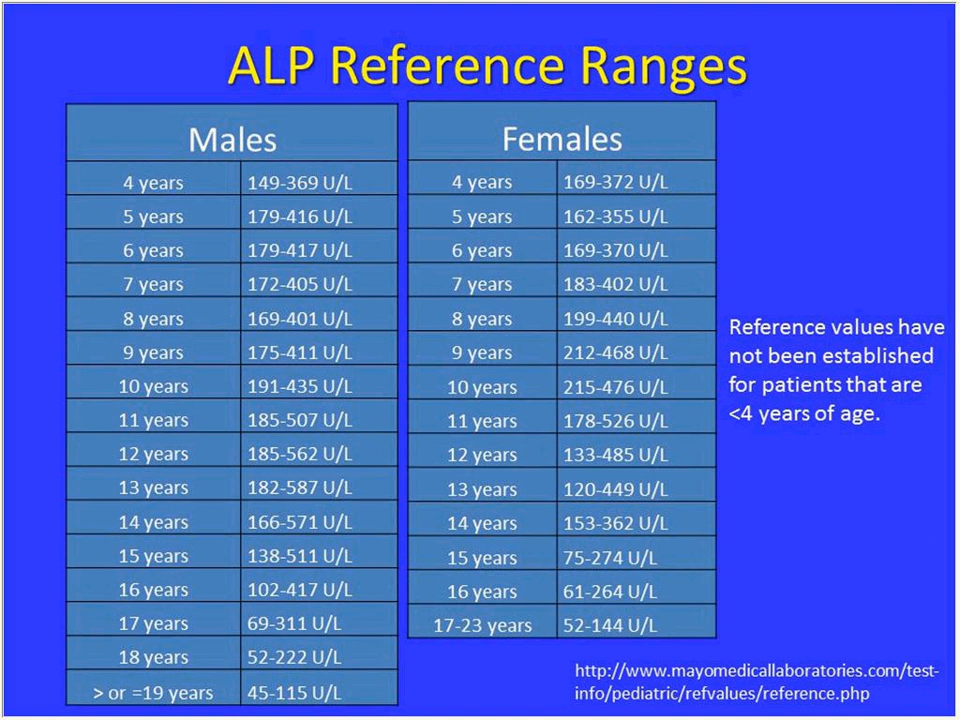 ALP Reference Ranges
Males
4 years 149-369 U/L
5 years 179-416 U/L
6 years 179-417 U/L
7 years 172-405 U/L
8 years 169-401 U/L
9 years 175-411 U/L
10 years 191-435 U/L
11 years 185-507 U/L
12 years 185-562 U/L
13 years 182-587 U/L
14 years 166-571 U/L
15 years 138-511 U/L
16 years 102-417 U/L
17 years 69-311 U/L
18 years 52-222 U/L
> or =19 years 45-115 U/L
Females
4 years 169-372 U/L
5 years 162-355 U/L
6 years 169-370 U/L
7 years 183-402 U/L
8 years 199-440 U/L
9 years 212-468 U/L
10 years 215-476 U/L
11 years 178-526 U/L
12 years 133-485 U/L
13 years 120-449 U/L
14 years 153-362 U/L
15 years 75-274 U/L
16 years 61-264 U/L
17-23 years 52-144 U/L
Reference values have
not been established
for patients that are
<4 years of age.
http://www.mayomedicallaboratories.com/test-
info/pediatric/refvalues/reference.php